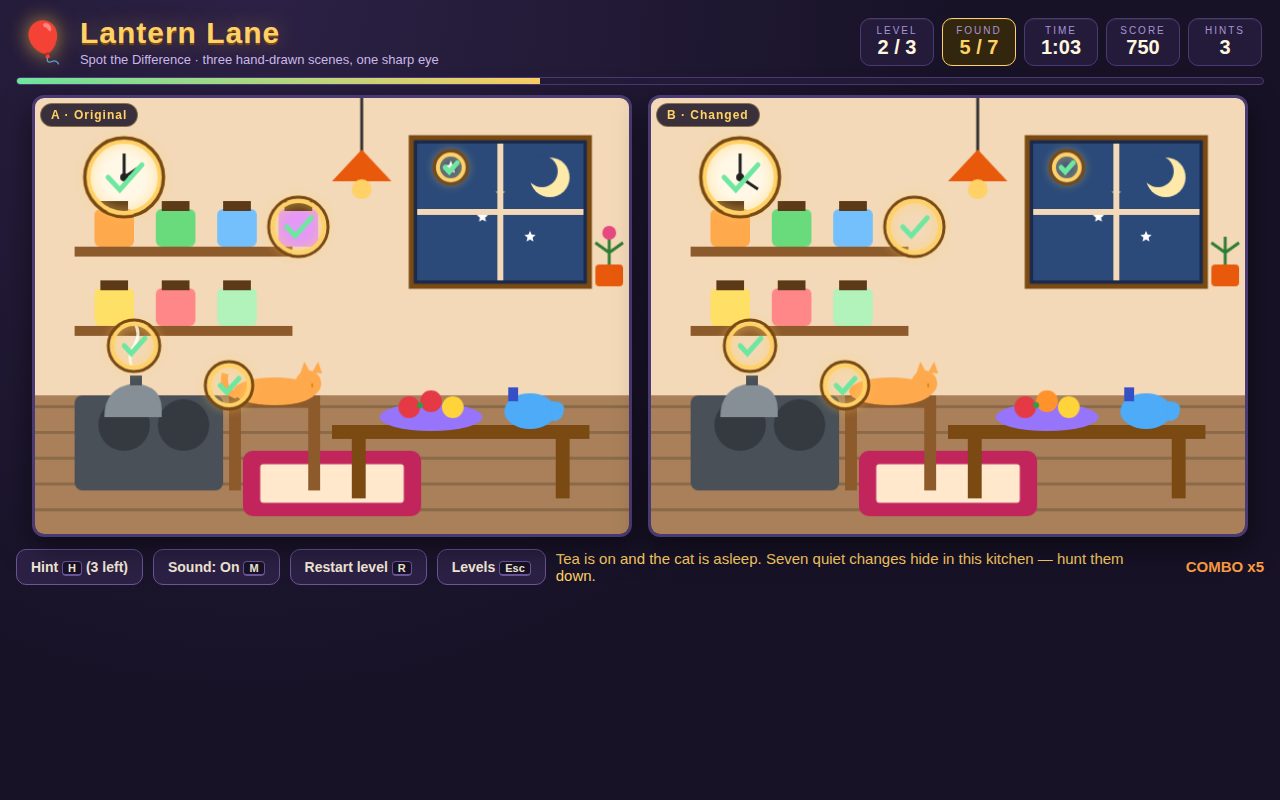 Lantern Lane
Spot the Difference · three hand-drawn scenes, one sharp eye
LEVEL
2 / 3
FOUND
5 / 7
TIME
1:03
SCORE
750
HINTS
3
A · Original
B · Changed
Hint H (3 left)
Sound: On M
Restart level R
Levels Esc
Tea is on and the cat is asleep. Seven quiet changes hide in this kitchen — hunt them
down.
COMBO x5